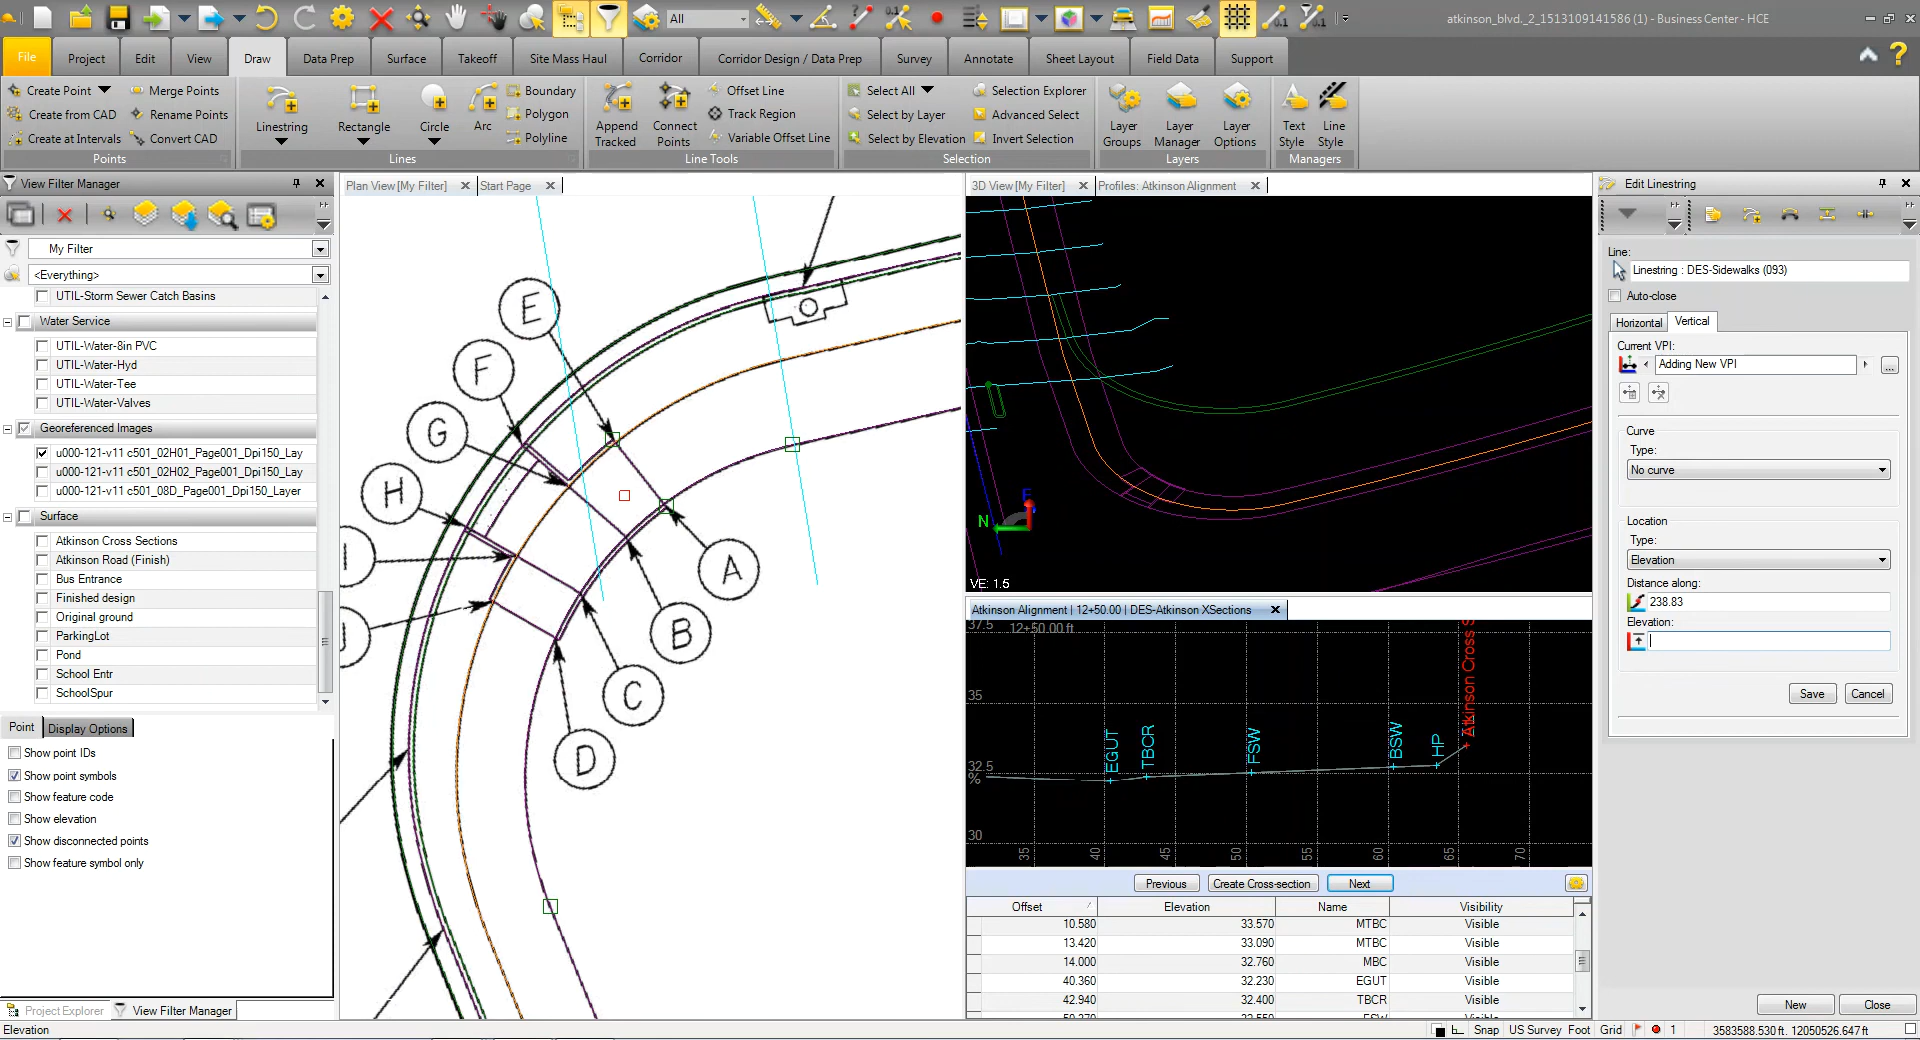 All
0.1
0.1
0.1
atkinson_blvd._2_1513109141586 (1) - Business Center - HCE
File
Project
Edit
View
Draw
Data Prep
Surface
Takeoff
Site Mass Haul
Corridor
Corridor Design / Data Prep
Survey
Annotate
Sheet Layout
Field Data
Support
Create Point
Create from CAD
Create at Intervals
Merge Points
Rename Points
Convert CAD
Points
Linestring
Rectangle
Circle
Arc
Boundary
Polygon
Polyline
Lines
Append Tracked
Connect Points
Offset Line
Track Region
Variable Offset Line
Line Tools
Select All
Select by Layer
Select by Elevation
Selection Explorer
Advanced Select
Invert Selection
Selection
Layer Groups
Layer Manager
Layer Options
Layers
Text Style
Line Style
Managers
View Filter Manager
My Filter
<Everything>
UTIL-Storm Sewer Catch Basins
Water Service
UTIL-Water-8in PVC
UTIL-Water-Hyd
UTIL-Water-Tee
UTIL-Water-Valves
Georeferenced Images
u000-121-v11 c501_02H01_Page001_Dpi150_Lay
u000-121-v11 c501_02H02_Page001_Dpi150_Lay
u000-121-v11 c501_08D_Page001_Dpi150_Layer
Surface
Atkinson Cross Sections
Atkinson Road (Finish)
Bus Entrance
Finished design
Original ground
ParkingLot
Pond
School Entr
SchoolSpur
Point
Display Options
Show point IDs
Show point symbols
Show feature code
Show elevation
Show disconnected points
Show feature symbol only
Project Explorer
View Filter Manager
Elevation
Plan View [My Filter]
Start Page
E
F
G
H
I
J
A
B
C
D
3D View [My Filter]
Profiles: Atkinson Alignment
N
E
VE: 1.5
Atkinson Alignment | 12+50.00 | DES-Atkinson XSections
37.5
12+50.00 ft
35
32.5
%
30
EGUT
TBCR
FSW
BSW
HP
Atkinson Cross S
35
40
45
50
55
60
65
70
Previous
Create Cross-section
Next
Offset Elevation Name Visibility
10.580 33.570 MTBC Visible
13.420 33.090 MTBC Visible
14.000 32.760 MBC Visible
40.360 32.230 EGUT Visible
42.940 32.400 TBCR Visible
Edit Linestring
Line:
Linestring : DES-Sidewalks (093)
Auto-close
Horizontal
Vertical
Current VPI:
Adding New VPI
...
Curve
Type:
No curve
Location
Type:
Elevation
Distance along:
238.83
Elevation:
Save
Cancel
New
Close
Snap
US Survey Foot
Grid
1
3583588.530 ft. 12050526.647 ft